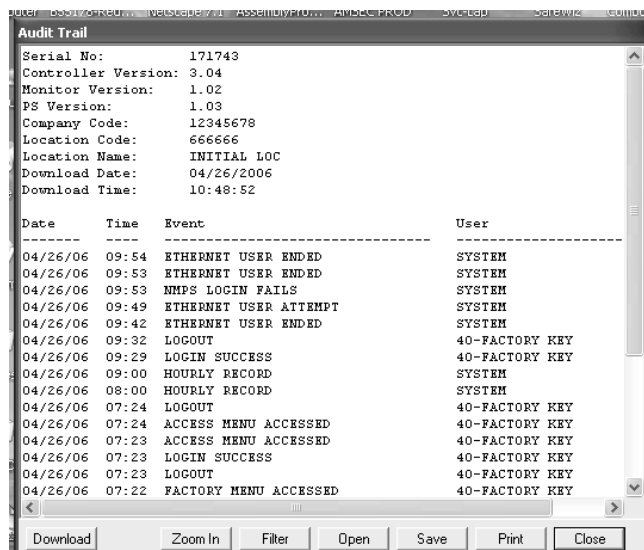 Netscape 7.1 AssemblyPro... AMSEC PROD
Audit Trail
Serial No: 171743
Controller Version: 3.04
Monitor Version: 1.02
PS Version: 1.03
Company Code: 12345678
Location Code: 666666
Location Name: INITIAL LOC
Download Date: 04/26/2006
Download Time: 10:48:52
Date Time Event User
-------- ---- --------------------------------- ---------------------
04/26/06 09:54 ETHERNET USER ENDED SYSTEM
04/26/06 09:53 ETHERNET USER ENDED SYSTEM
04/26/06 09:53 NMPS LOGIN FAILS SYSTEM
04/26/06 09:49 ETHERNET USER ATTEMPT SYSTEM
04/26/06 09:42 ETHERNET USER ENDED SYSTEM
04/26/06 09:32 LOGOUT 40-FACTORY KEY
04/26/06 09:29 LOGIN SUCCESS 40-FACTORY KEY
04/26/06 09:00 HOURLY RECORD SYSTEM
04/26/06 08:00 HOURLY RECORD SYSTEM
04/26/06 07:24 LOGOUT 40-FACTORY KEY
04/26/06 07:24 ACCESS MENU ACCESSED 40-FACTORY KEY
04/26/06 07:23 ACCESS MENU ACCESSED 40-FACTORY KEY
04/26/06 07:23 LOGIN SUCCESS 40-FACTORY KEY
04/26/06 07:23 LOGOUT 40-FACTORY KEY
04/26/06 07:22 FACTORY MENU ACCESSED 40-FACTORY KEY
Download Zoom In Filter Open Save Print Close